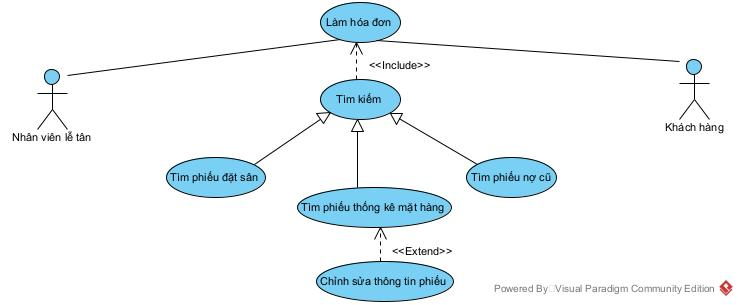 Làm hóa đơn
<<Include>>
Tìm kiếm
Nhân viên lễ tân
Khách hàng
Tìm phiếu đặt sân
Tìm phiếu nợ cũ
Tìm phiếu thống kê mặt hàng
<<Extend>>
Chỉnh sửa thông tin phiếu
Powered By□Visual Paradigm Community Edition